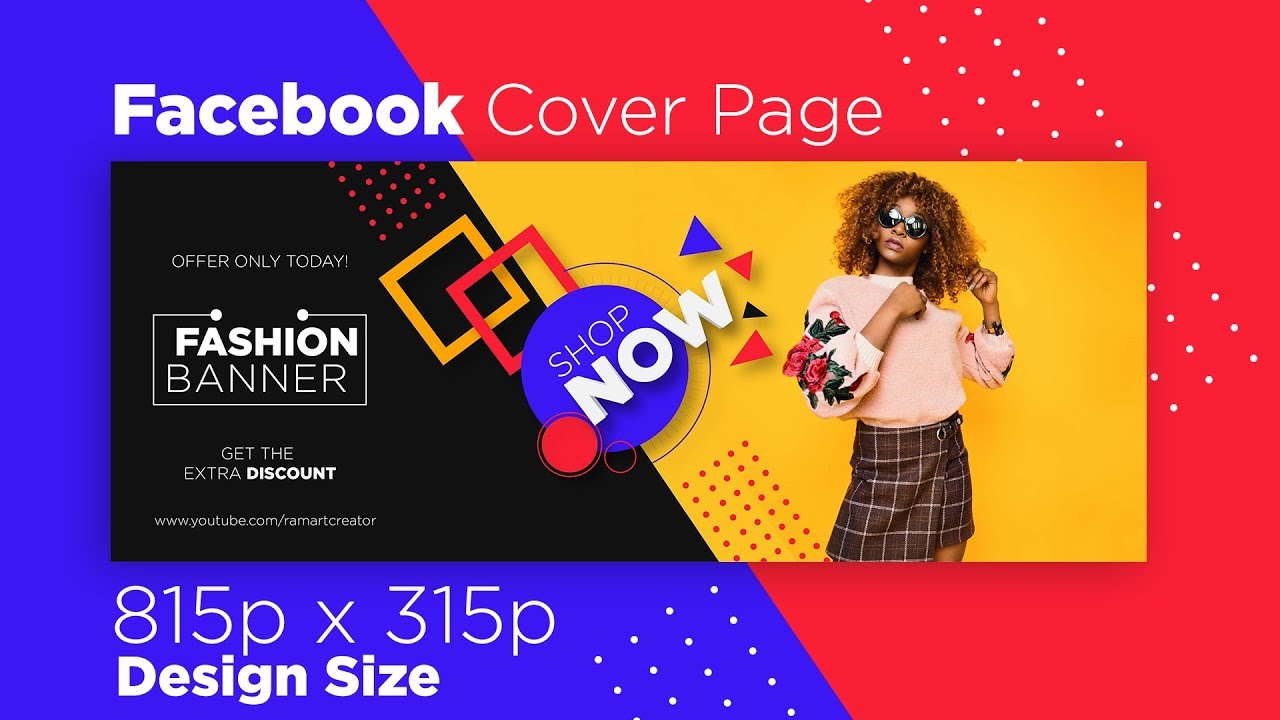 Facebook Cover Page
OFFER ONLY TODAY!
FASHION
BANNER
GET THE
EXTRA DISCOUNT
www.youtube.com/ramartcreator
SHOP
NOW
815p x 315p
Design Size